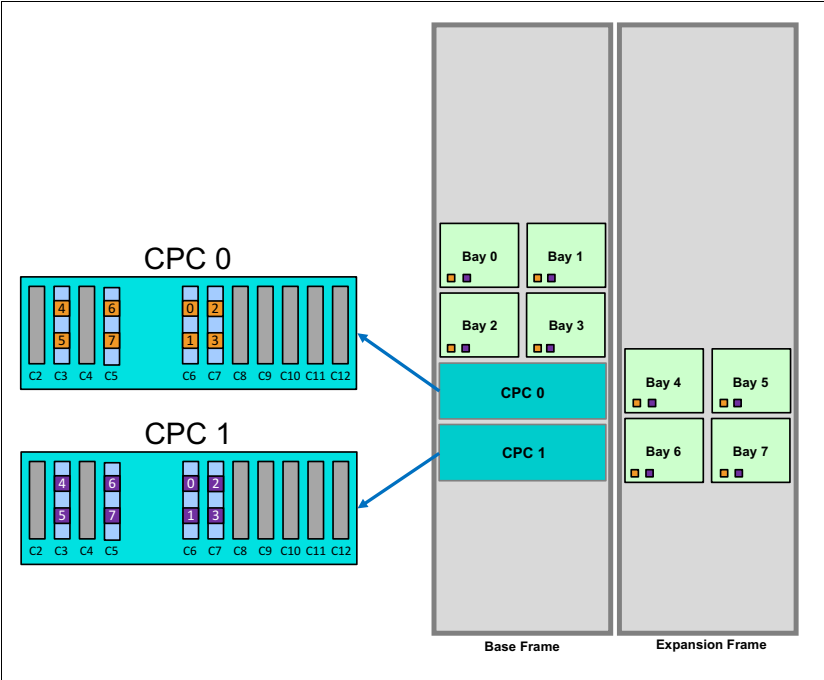 CPC 0
4 6 0 2
5 7 1 3
C2 C3 C4 C5 C6 C7 C8 C9 C10 C11 C12
CPC 1
4 6 0 2
5 7 1 3
C2 C3 C4 C5 C6 C7 C8 C9 C10 C11 C12
Bay 0 Bay 1
Bay 2 Bay 3
CPC 0
CPC 1
Base Frame
Bay 4 Bay 5
Bay 6 Bay 7
Expansion Frame